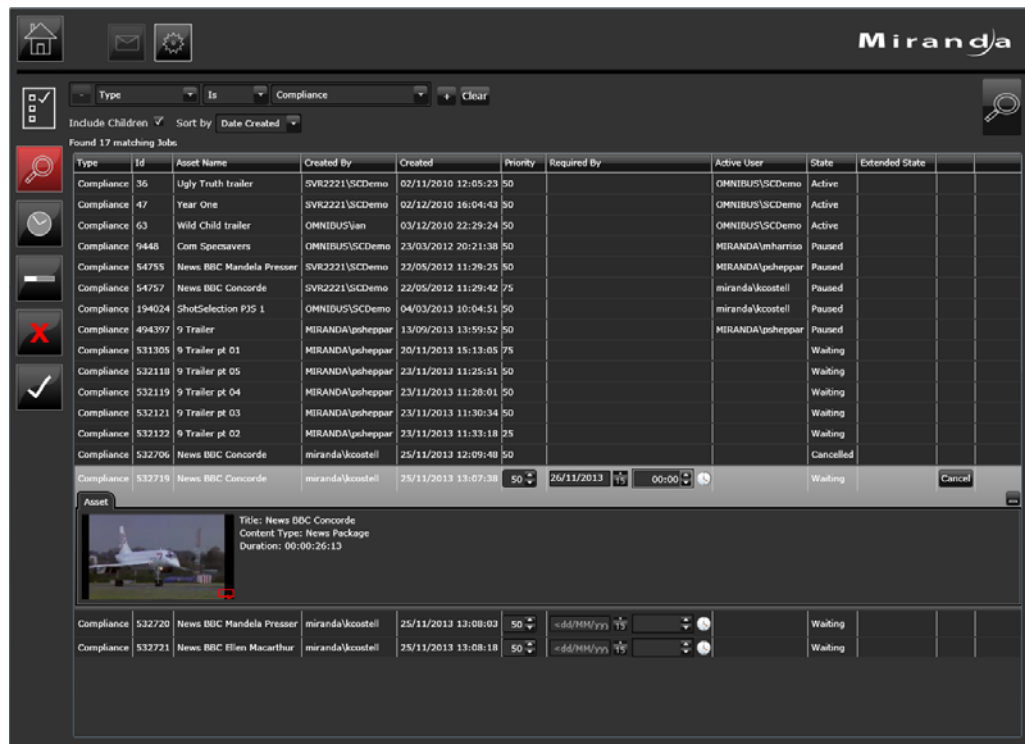 Miranda
- Type Is Compliance + Clear
Include Children Sort by Date Created
Found 17 matching Jobs
Type Id Asset Name Created By Created Priority Required By Active User State Extended State
Compliance 36 Ugly Truth trailer SVR2221\SCDemo 02/11/2010 12:05:23 50 OMNIBUS\SCDemo Active
Compliance 47 Year One SVR2221\SCDemo 02/12/2010 16:04:43 50 OMNIBUS\SCDemo Active
Compliance 63 Wild Child trailer OMNIBUS\ian 03/12/2010 22:29:24 50 OMNIBUS\SCDemo Active
Compliance 9448 Com Specsavers OMNIBUS\SCDemo 23/03/2012 20:21:38 50 MIRANDA\mharriso Paused
Compliance 54755 News BBC Mandela Presser SVR2221\SCDemo 22/05/2012 11:29:25 50 MIRANDA\psheppar Paused
Compliance 54757 News BBC Concorde SVR2221\SCDemo 22/05/2012 11:29:42 75 miranda\kcostell Paused
Compliance 194024 ShotSelection PJS 1 OMNIBUS\SCDemo 04/03/2013 10:04:51 50 miranda\kcostell Paused
Compliance 494397 9 Trailer MIRANDA\psheppar 13/09/2013 13:59:52 50 MIRANDA\psheppar Paused
Compliance 531305 9 Trailer pt 01 MIRANDA\psheppar 20/11/2013 15:13:05 75 Waiting
Compliance 532118 9 Trailer pt 05 MIRANDA\psheppar 23/11/2013 11:25:51 50 Waiting
Compliance 532119 9 Trailer pt 04 MIRANDA\psheppar 23/11/2013 11:28:01 50 Waiting
Compliance 532121 9 Trailer pt 03 MIRANDA\psheppar 23/11/2013 11:30:34 50 Waiting
Compliance 532122 9 Trailer pt 02 MIRANDA\psheppar 23/11/2013 11:33:18 25 Waiting
Compliance 532706 News BBC Concorde miranda\kcostell 25/11/2013 12:09:48 50 Cancelled
Compliance 532719 News BBC Concorde miranda\kcostell 25/11/2013 13:07:38 50 26/11/2013 15 00:00 Waiting Cancel
Asset
Title: News BBC Concorde
Content Type: News Package
Duration: 00:00:26:13
Compliance 532720 News BBC Mandela Presser miranda\kcostell 25/11/2013 13:08:03 50 <dd/MM/yy 15 Waiting
Compliance 532721 News BBC Ellen Macarthur miranda\kcostell 25/11/2013 13:08:18 50 <dd/MM/yy 15 Waiting